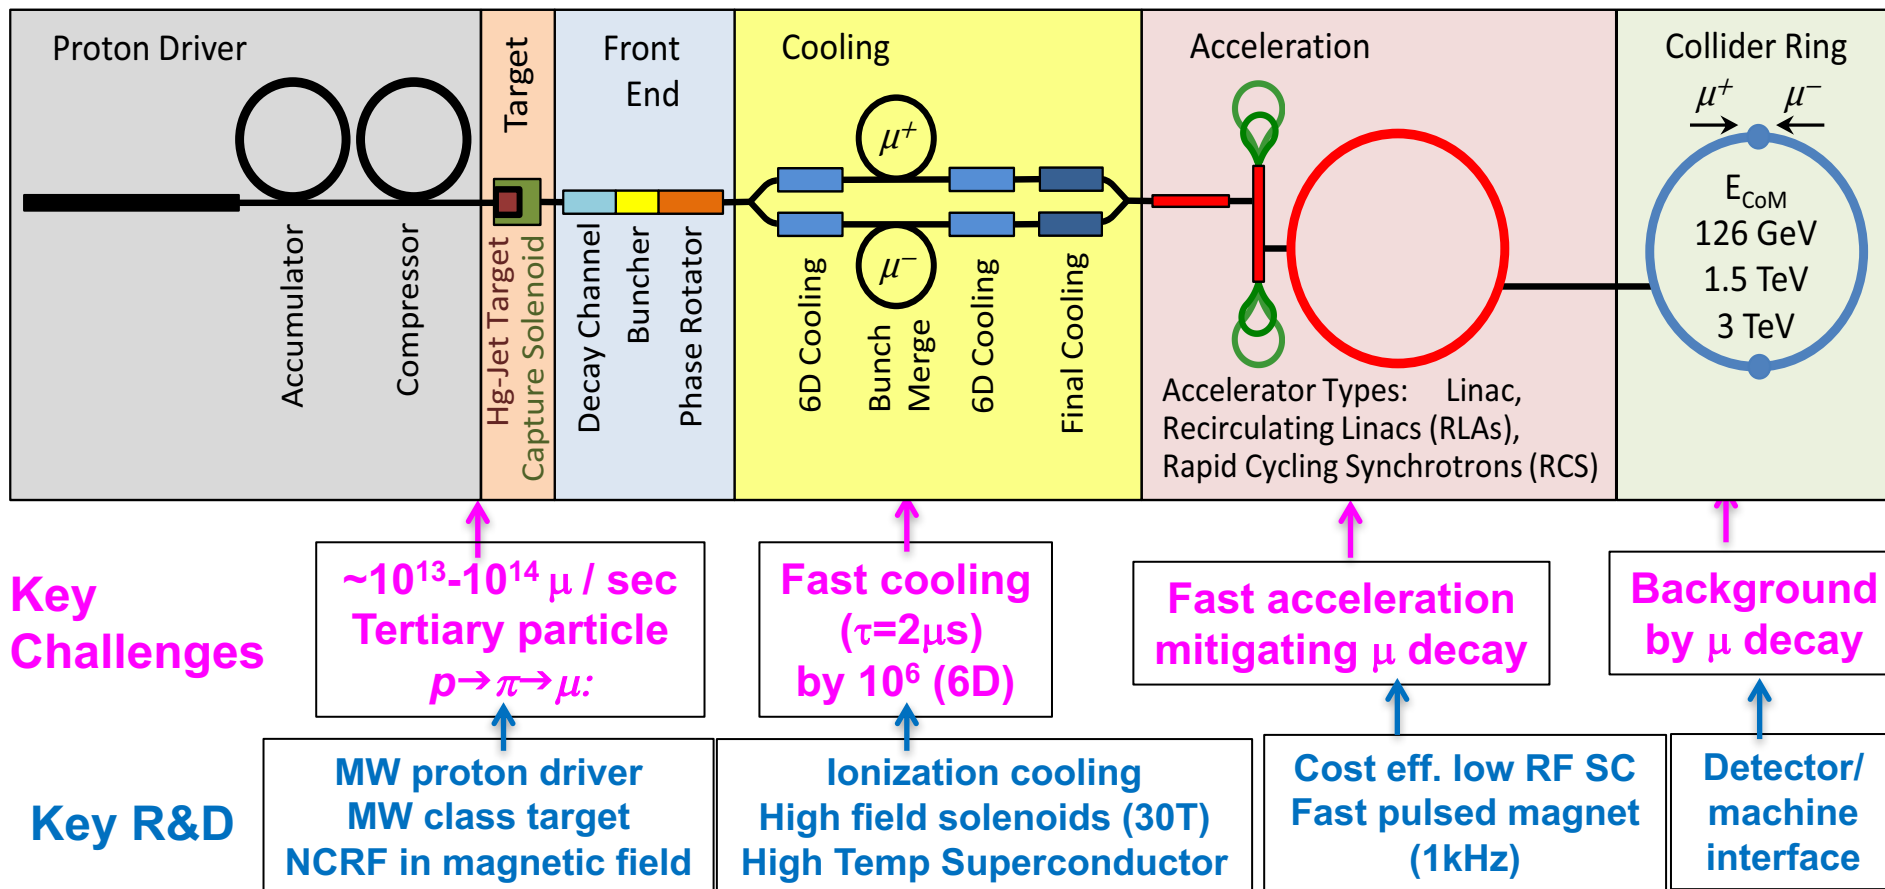 Proton Driver
Accumulator
Compressor
Target
Hg-Jet Target
Capture Solenoid
Front
End
Decay Channel
Buncher
Phase Rotator
Cooling
μ+
μ−
6D Cooling
Bunch
Merge
6D Cooling
Final Cooling
Acceleration
Accelerator Types: Linac,
Recirculating Linacs (RLAs),
Rapid Cycling Synchrotrons (RCS)
Collider Ring
μ+ μ−
E_CoM
126 GeV
1.5 TeV
3 TeV
Key
Challenges
~10¹³-10¹⁴ μ / sec
Tertiary particle
p→π→μ:
Fast cooling
(τ=2μs)
by 10⁶ (6D)
Fast acceleration
mitigating μ decay
Background
by μ decay
Key R&D
MW proton driver
MW class target
NCRF in magnetic field
Ionization cooling
High field solenoids (30T)
High Temp Superconductor
Cost eff. low RF SC
Fast pulsed magnet
(1kHz)
Detector/
machine
interface